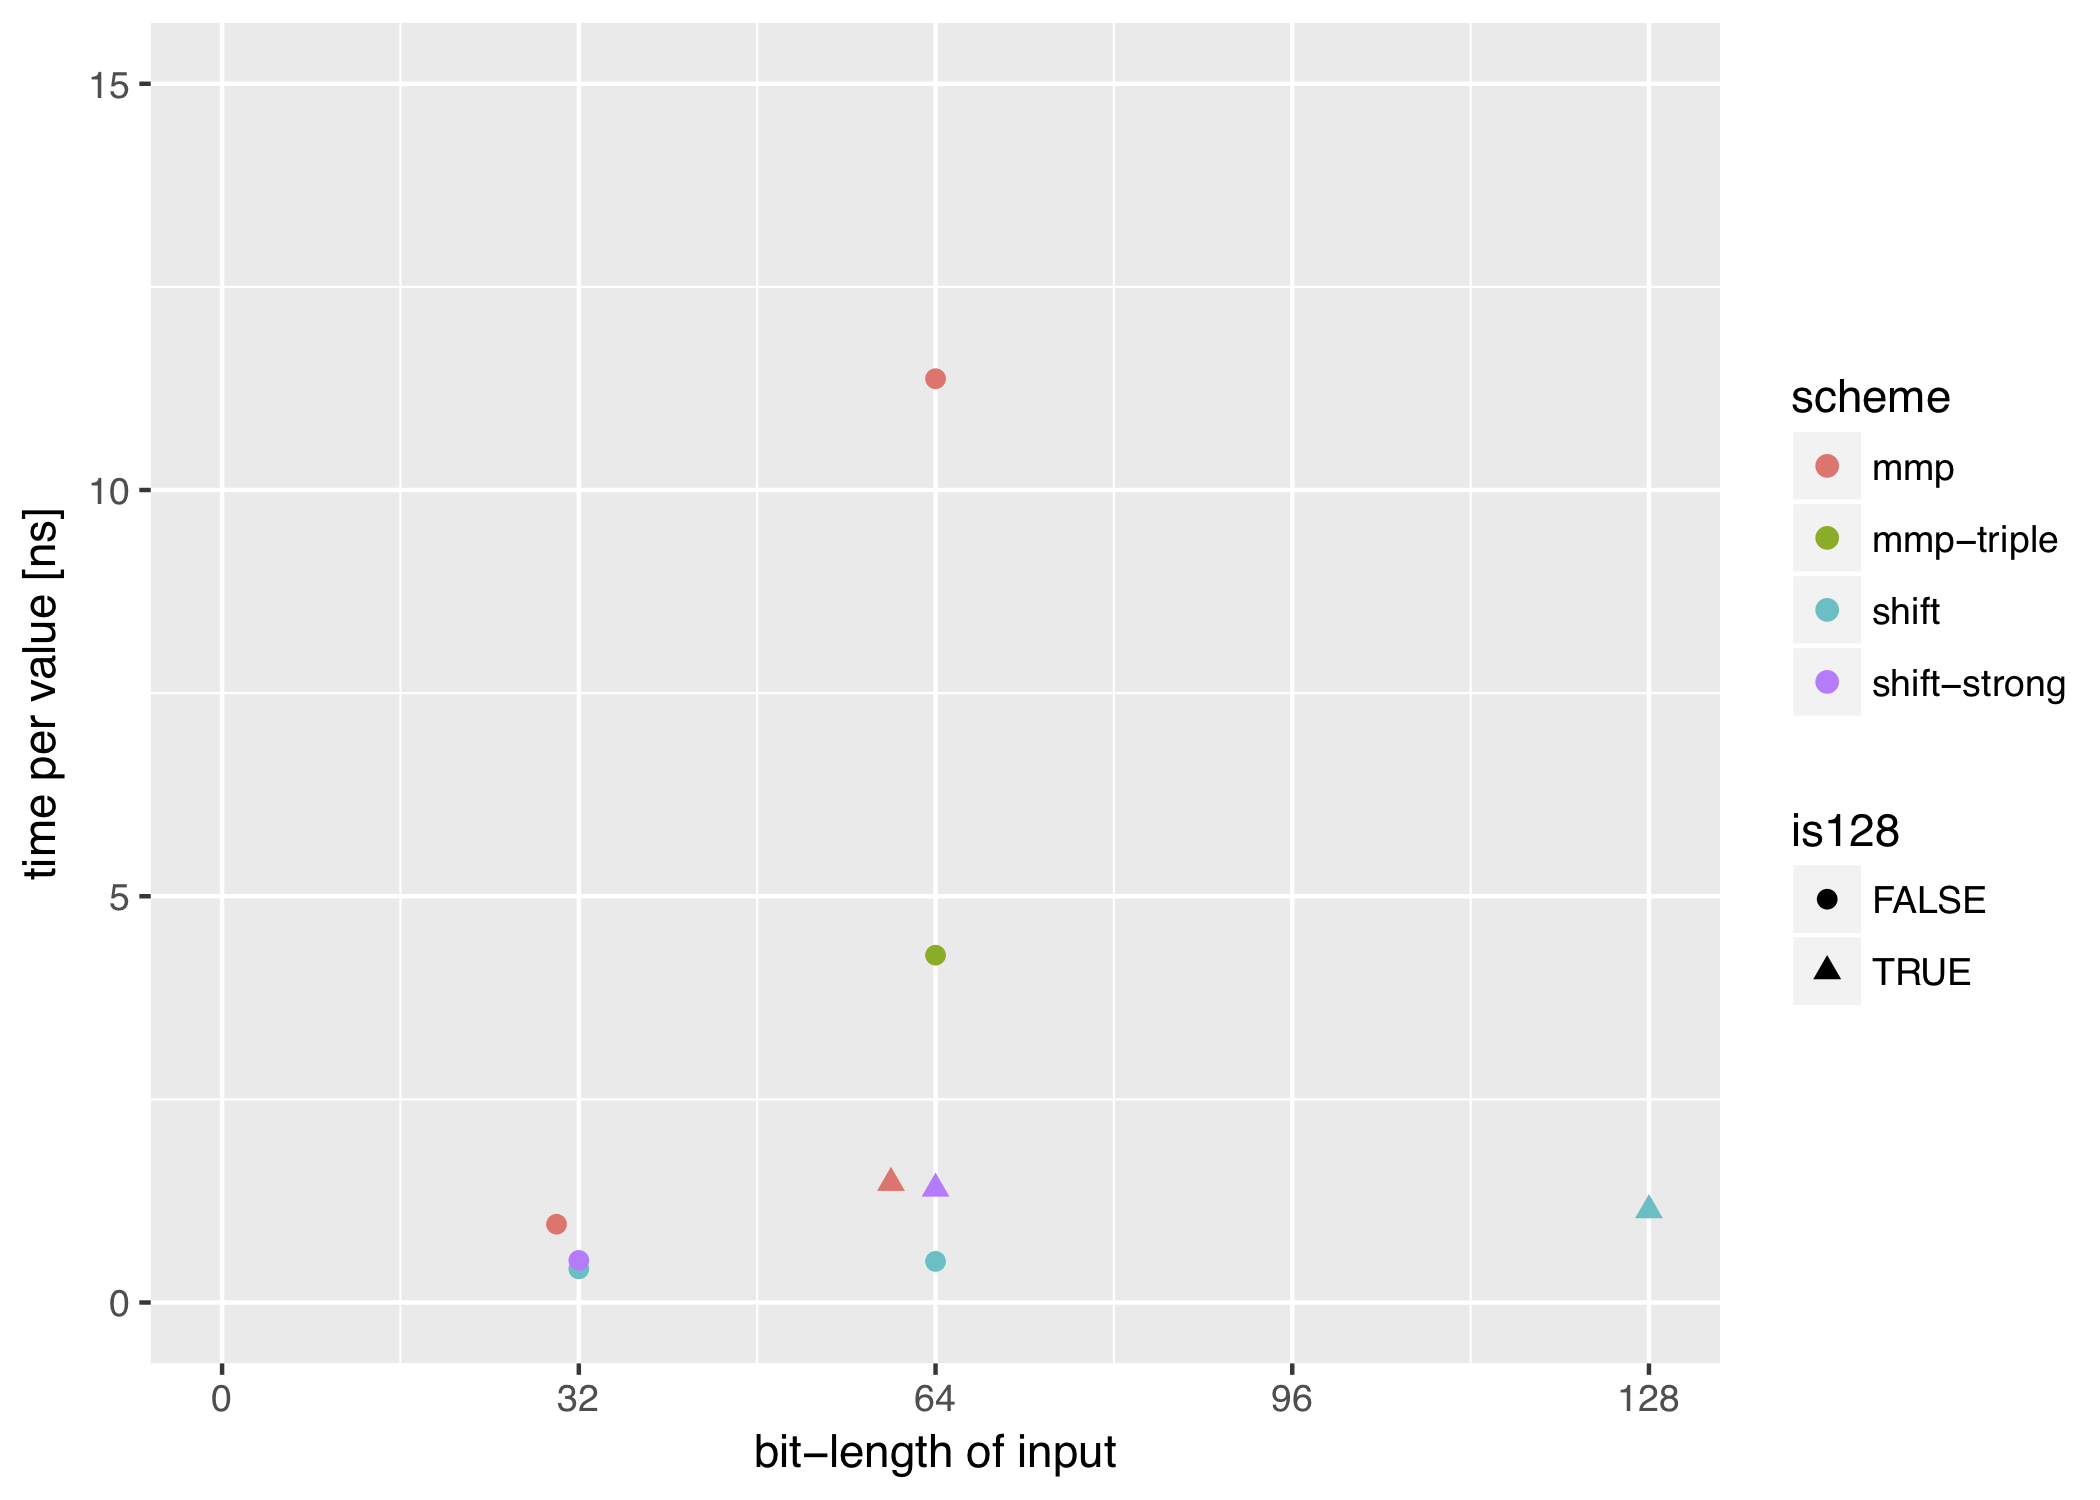 15
10
5
0
time per value [ns]
0
32
64
96
128
bit−length of input
scheme
mmp
mmp−triple
shift
shift−strong
is128
FALSE
TRUE